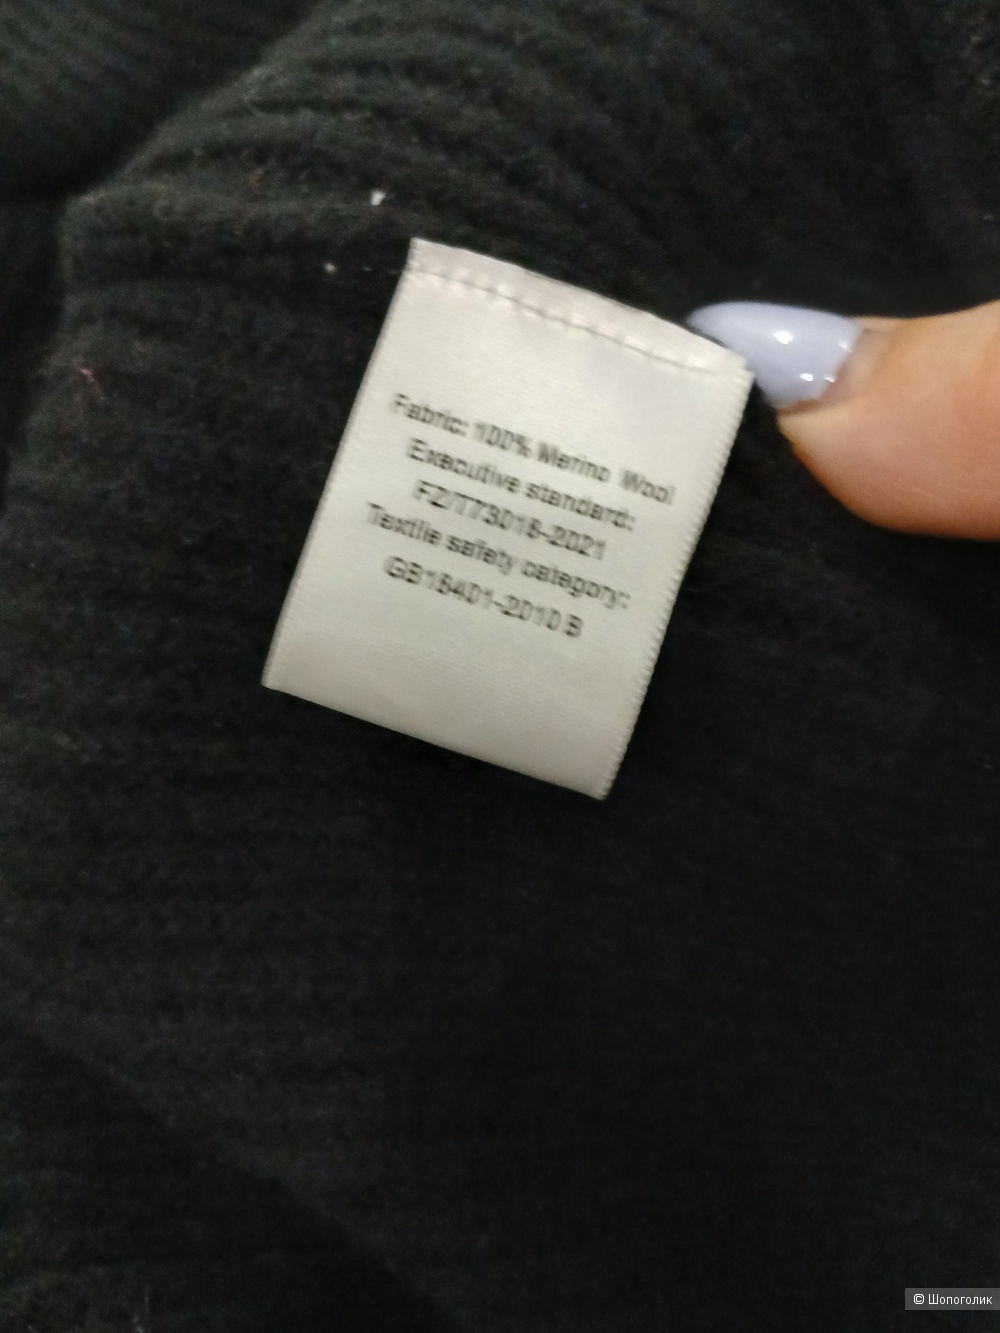 Fabric: 100% Merino Wool
Executive standard:
FZ/T73018-2021
Textile safety category:
GB18401-2010 B
© Шопоголик